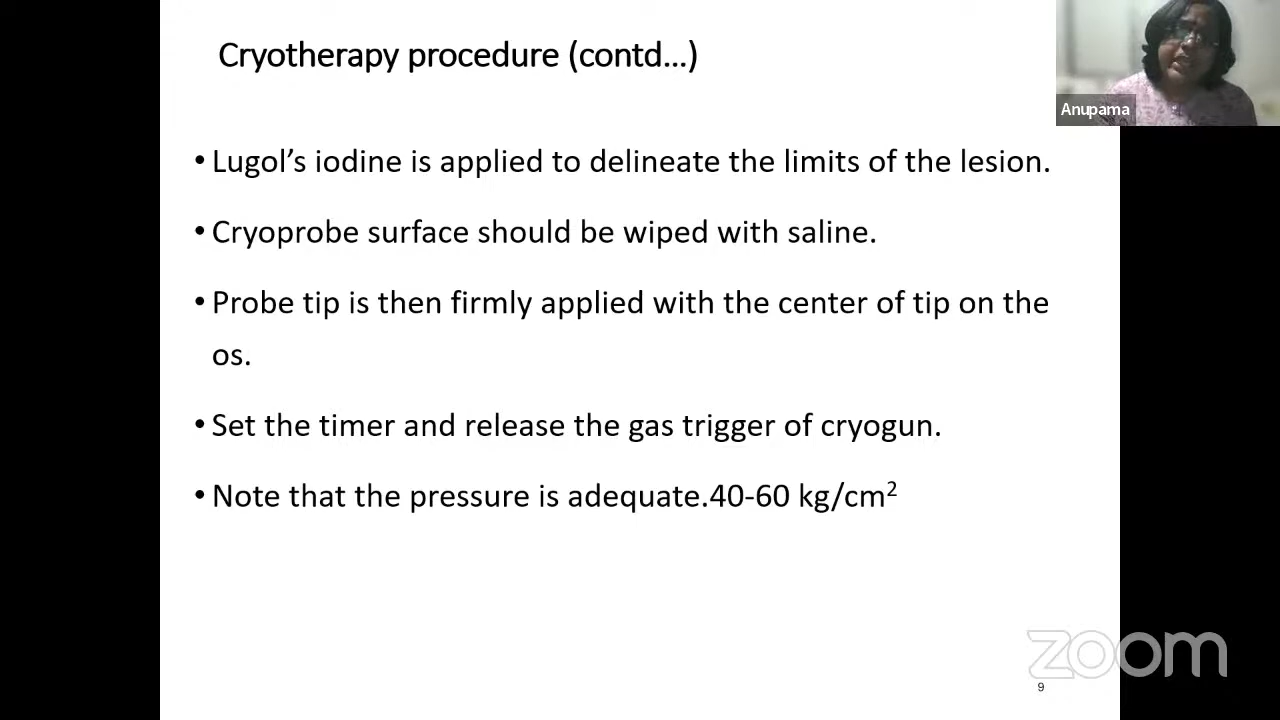 Cryotherapy procedure (contd...)
Anupama
• Lugol’s iodine is applied to delineate the limits of the lesion.
• Cryoprobe surface should be wiped with saline.
• Probe tip is then firmly applied with the center of tip on the
os.
• Set the timer and release the gas trigger of cryogun.
• Note that the pressure is adequate.40-60 kg/cm²
zoom
9